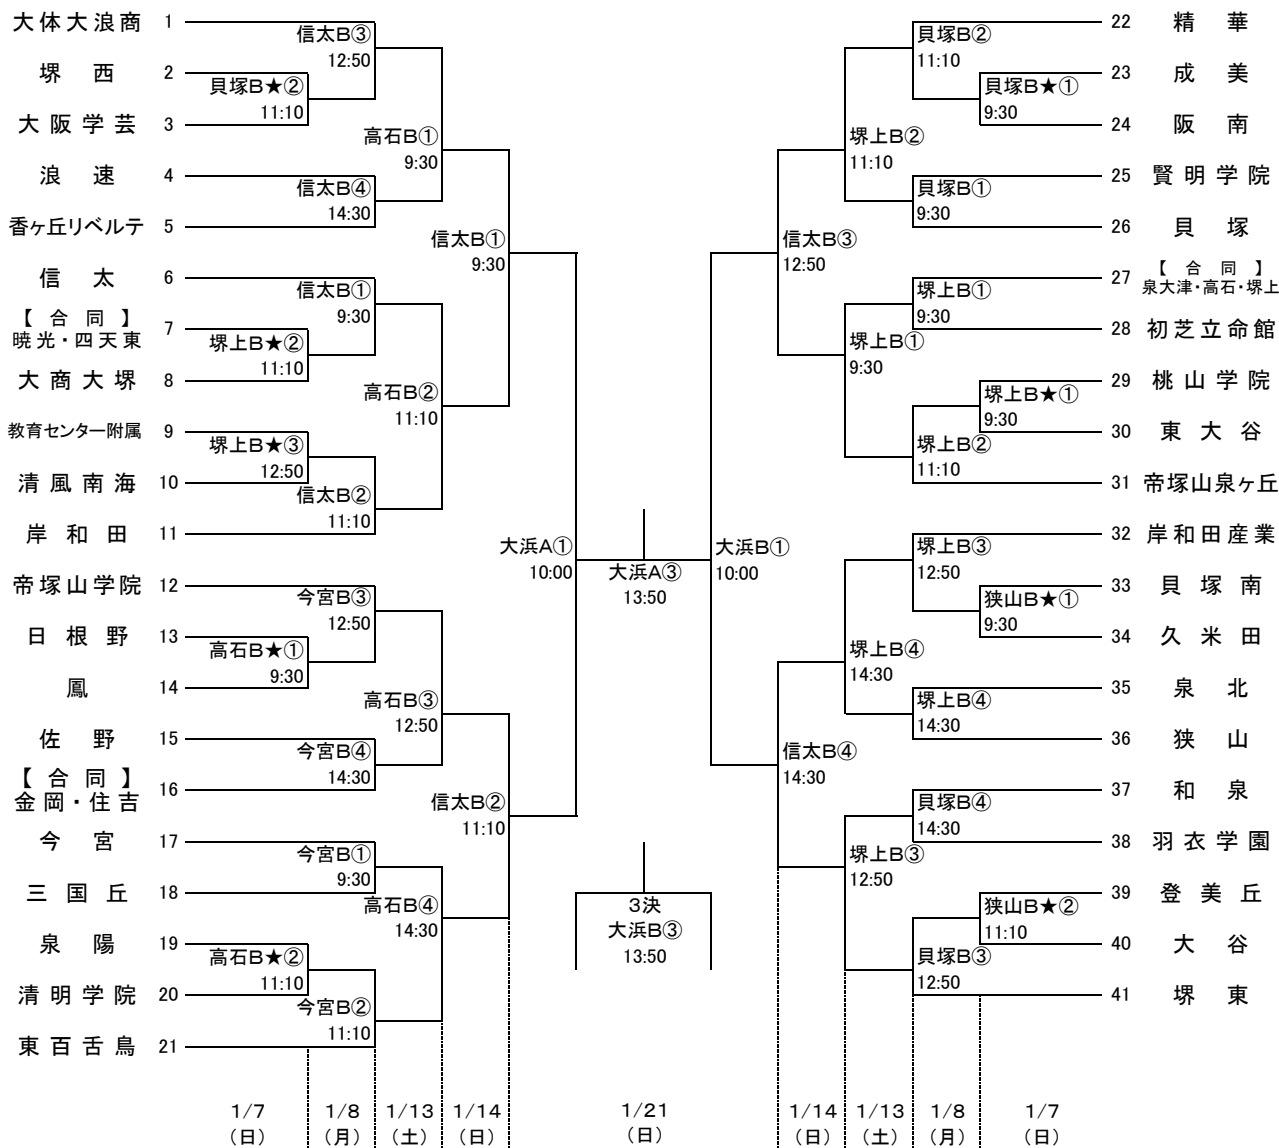 大体大浪商 1
堺西 2
大阪学芸 3
浪速 4
香ヶ丘リベルテ 5
信太 6
【合同】
暁光・四天東 7
大商大堺 8
教育センター附属 9
清風南海 10
岸和田 11
帝塚山学院 12
日根野 13
鳳 14
佐野 15
【合同】
金岡・住吉 16
今宮 17
三国丘 18
泉陽 19
清明学院 20
東百舌鳥 21
貝塚B★②
11:10
堺上B★②
11:10
堺上B★③
12:50
高石B★①
9:30
高石B★②
11:10
信太B③
12:50
信太B④
14:30
信太B①
9:30
信太B②
11:10
今宮B③
12:50
今宮B④
14:30
今宮B①
9:30
今宮B②
11:10
高石B①
9:30
高石B②
11:10
高石B③
12:50
高石B④
14:30
信太B①
9:30
信太B②
11:10
大浜A①
10:00
大浜A③
13:50
3決
大浜B③
13:50
大浜B①
10:00
信太B③
12:50
信太B④
14:30
堺上B②
11:10
堺上B①
9:30
堺上B④
14:30
堺上B③
12:50
貝塚B②
11:10
貝塚B①
9:30
堺上B①
9:30
堺上B②
11:10
堺上B③
12:50
堺上B④
14:30
貝塚B④
14:30
貝塚B③
12:50
貝塚B★①
9:30
堺上B★①
9:30
狭山B★①
9:30
狭山B★②
11:10
22 精華
23 成美
24 阪南
25 賢明学院
26 貝塚
27 【合同】
泉大津・高石・堺上
28 初芝立命館
29 桃山学院
30 東大谷
31 帝塚山泉ヶ丘
32 岸和田産業
33 貝塚南
34 久米田
35 泉北
36 狭山
37 和泉
38 羽衣学園
39 登美丘
40 大谷
41 堺東
1/7 1/8 1/13 1/14 1/21 1/14 1/13 1/8 1/7
(日) (月) (土) (日) (日) (日) (土) (月) (日)